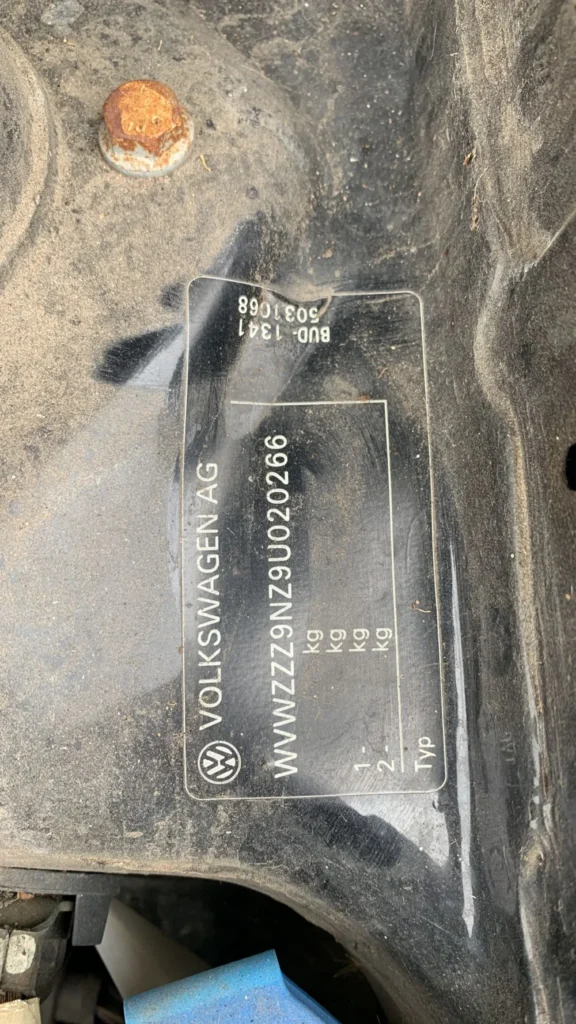 VOLKSWAGEN AG
WVWZZZ9NZ9U020266
kg
kg
1 - kg
2 - kg
Typ
BUD- 1341
5031068